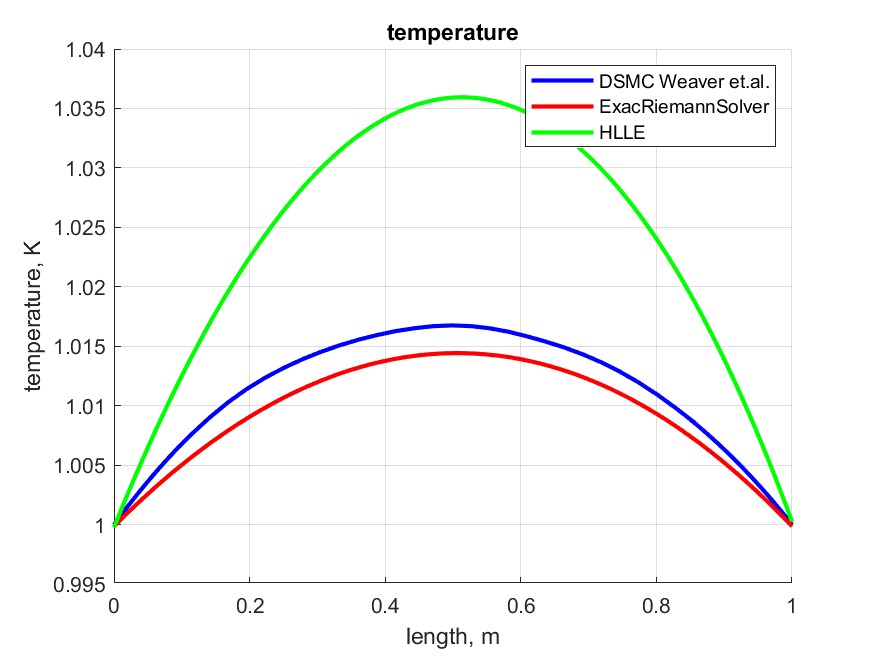 temperature
1.04
1.035
1.03
1.025
1.02
1.015
1.01
1.005
1
0.995
temperature, K
DSMC Weaver et.al.
ExacRiemannSolver
HLLE
0 0.2 0.4 0.6 0.8 1
length, m